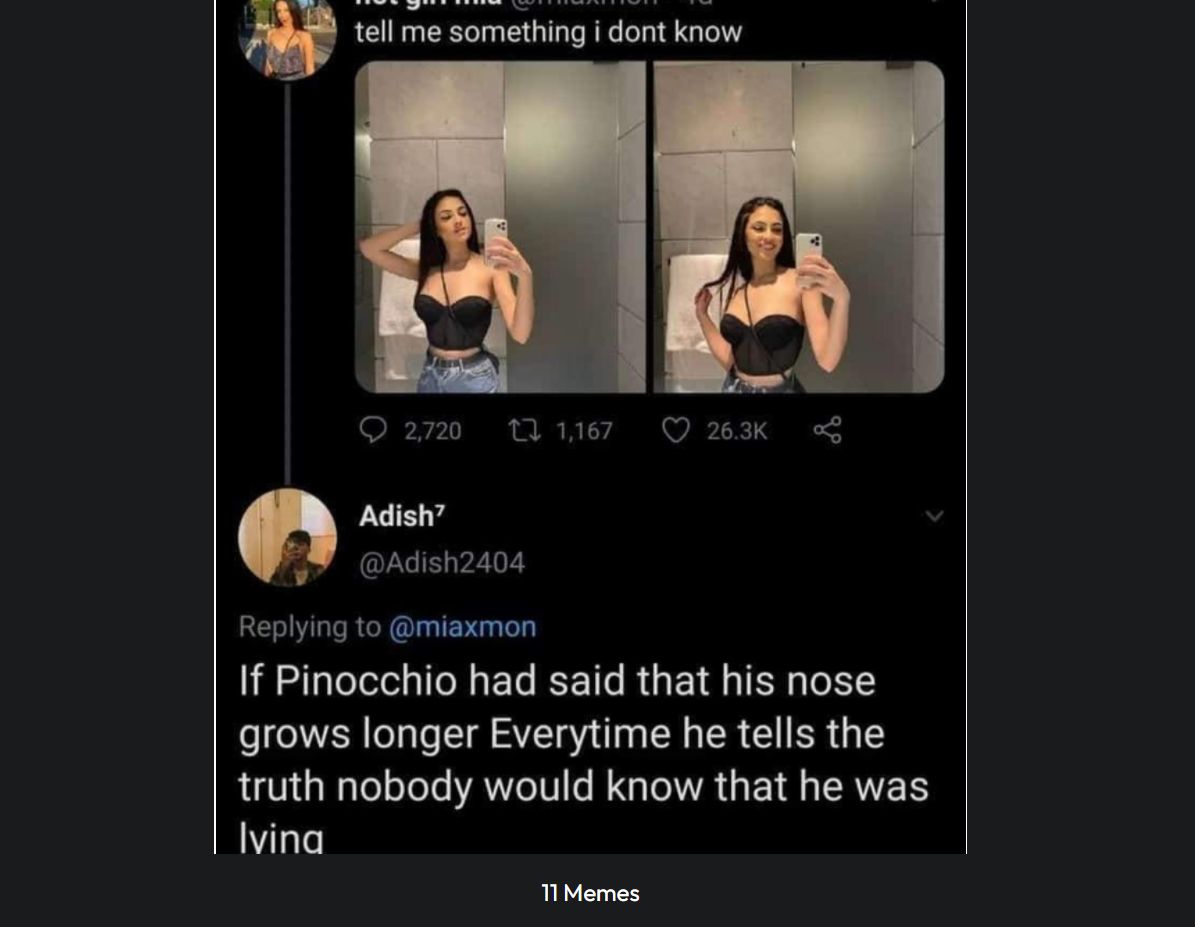 tell me something i dont know
2,720 1,167 26.3K
Adish⁷
@Adish2404
Replying to @miaxmon
If Pinocchio had said that his nose
grows longer Everytime he tells the
truth nobody would know that he was
lying
11 Memes